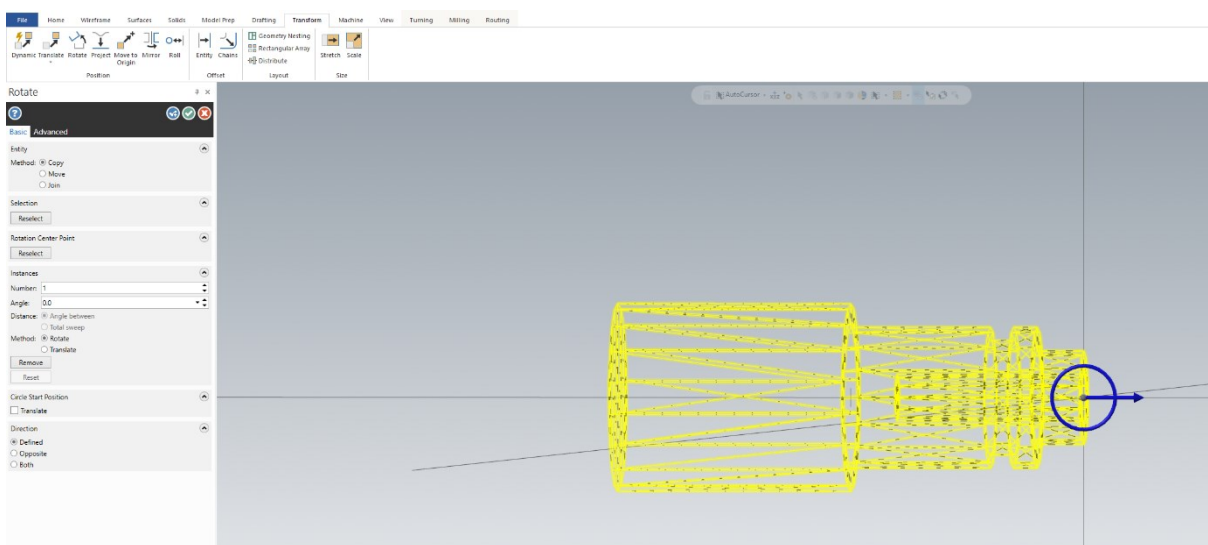 File Home Wireframe Surfaces Solids Model Prep Drafting Transform Machine View Turning Milling Routing
Dynamic Translate Rotate Project Move to Origin Mirror Roll Entity Chains Geometry Nesting Rectangular Array Distribute Stretch Scale
Position Offset Layout Size
Rotate
AutoCursor
Basic Advanced
Entity
Method: Copy
Move
Join
Selection
Reselect
Rotation Center Point
Reselect
Instances
Number: 1
Angle: 0.0
Distance: Angle between
Total sweep
Method: Rotate
Translate
Remove
Reset
Circle Start Position
Translate
Direction
Defined
Opposite
Both